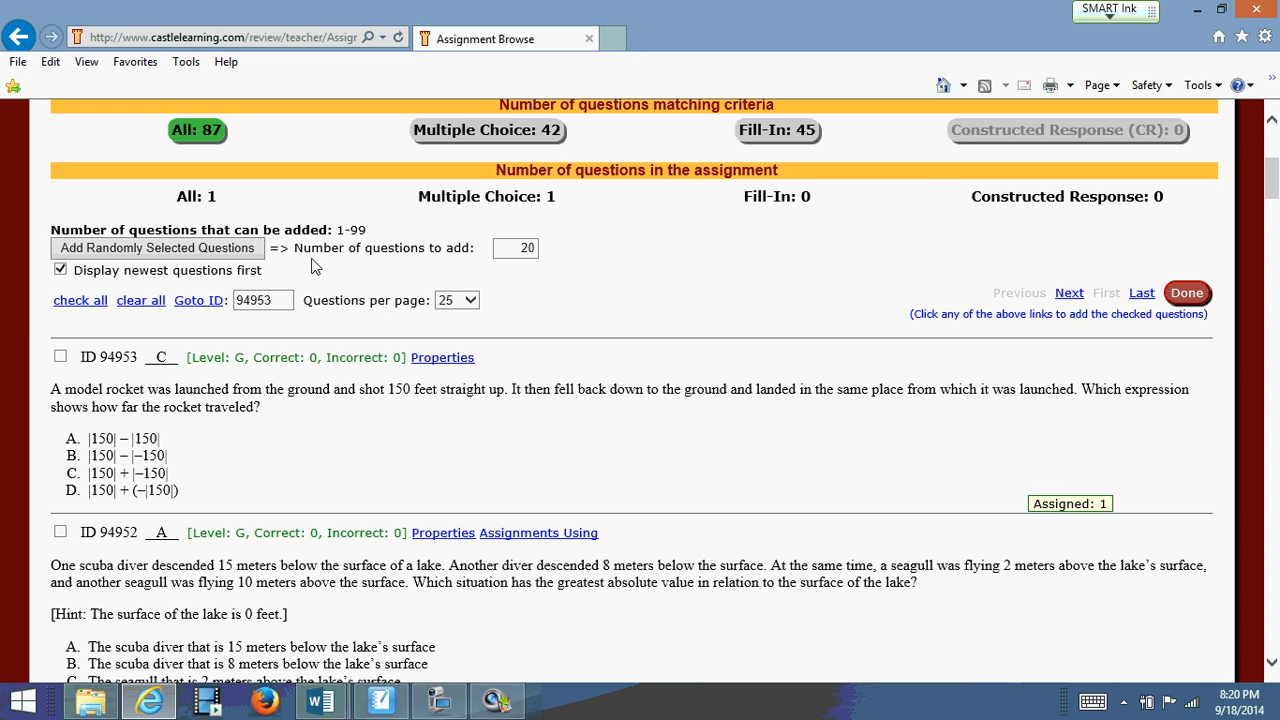 SMART Ink
http://www.castlelearning.com/review/teacher/Assigr
Assignment Browse
File Edit View Favorites Tools Help
Page Safety Tools
Number of questions matching criteria
All: 87 Multiple Choice: 42 Fill-In: 45 Constructed Response (CR): 0
Number of questions in the assignment
All: 1 Multiple Choice: 1 Fill-In: 0 Constructed Response: 0
Number of questions that can be added: 1-99
Add Randomly Selected Questions => Number of questions to add: 20
Display newest questions first
check all clear all Goto ID: 94953 Questions per page: 25 Previous Next First Last Done
(Click any of the above links to add the checked questions)
ID 94953 C [Level: G, Correct: 0, Incorrect: 0] Properties
A model rocket was launched from the ground and shot 150 feet straight up. It then fell back down to the ground and landed in the same place from which it was launched. Which expression
shows how far the rocket traveled?
A. |150| – |150|
B. |150| – |–150|
C. |150| + |–150|
D. |150| + (–|150|)
Assigned: 1
ID 94952 A [Level: G, Correct: 0, Incorrect: 0] Properties Assignments Using
One scuba diver descended 15 meters below the surface of a lake. Another diver descended 8 meters below the surface. At the same time, a seagull was flying 2 meters above the lake's surface,
and another seagull was flying 10 meters above the surface. Which situation has the greatest absolute value in relation to the surface of the lake?
[Hint: The surface of the lake is 0 feet.]
A. The scuba diver that is 15 meters below the lake's surface
B. The scuba diver that is 8 meters below the lake's surface
C. The seagull that is 2 meters above the lake's surface
8:20 PM
9/18/2014